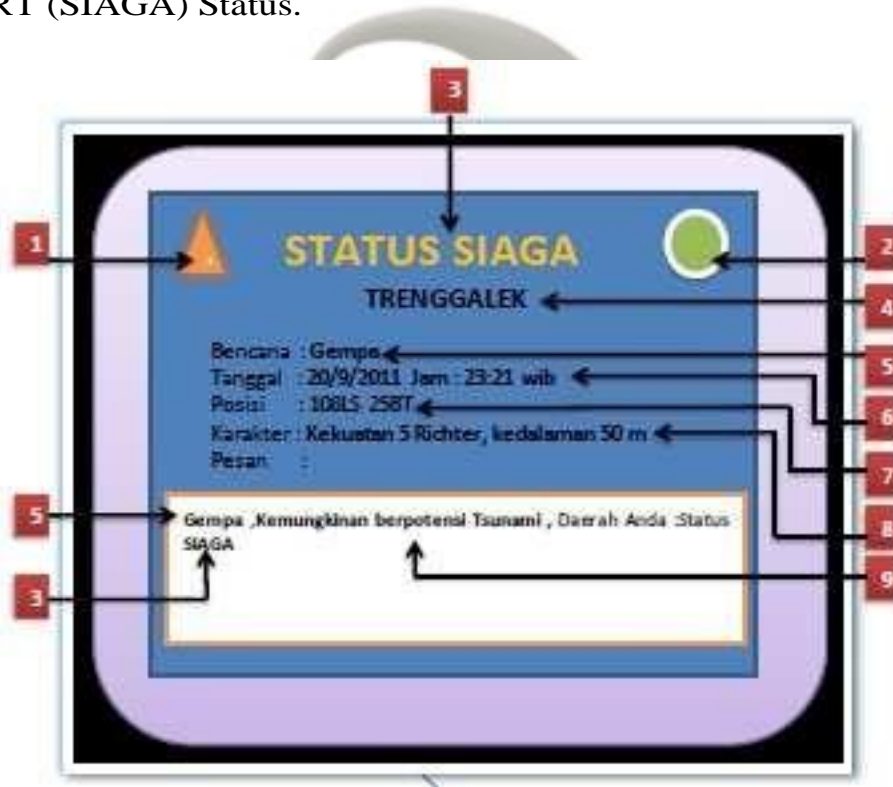 RT (SIAGA) Status.
3
1
2
STATUS SIAGA
TRENGGALEK
4
Bencana : Gempa
5
Tanggal : 20/9/2011 Jam : 23:21 wib
6
Posisi : 108LS 25BT
7
Karakter : Kekuatan 5 Richter, kedalaman 50 m
8
Pesan :
5
Gempa ,Kemungkinan berpotensi Tsunami , Daerah Anda :Status
SIAGA
3
9